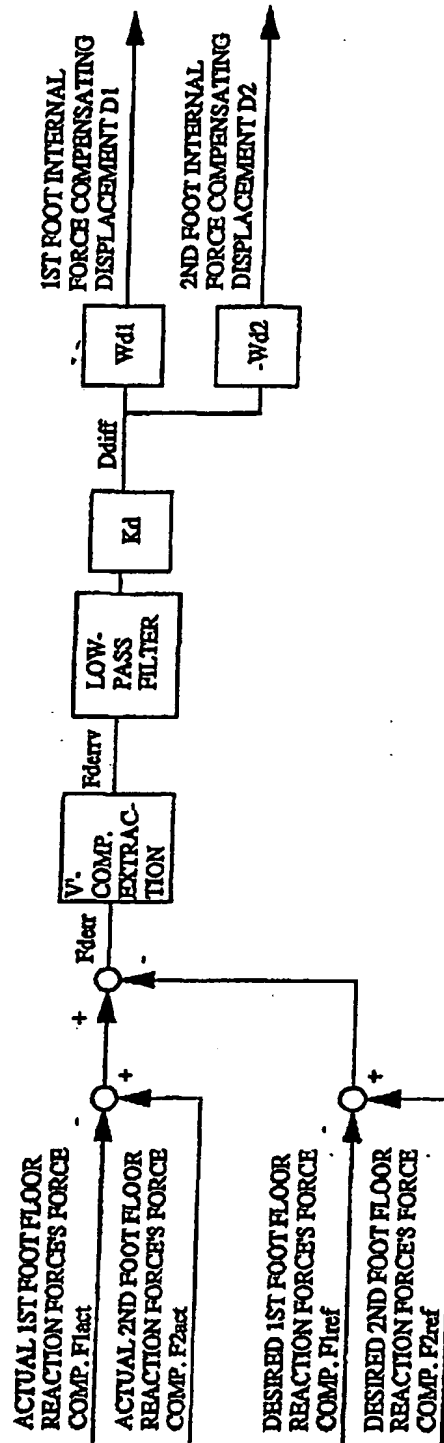 ACTUAL 1ST FOOT FLOOR
REACTION FORCE'S FORCE
COMP. F1act
ACTUAL 2ND FOOT FLOOR
REACTION FORCE'S FORCE
COMP. F2act
DESIRED 1ST FOOT FLOOR
REACTION FORCE'S FORCE
COMP. F1ref
DESIRED 2ND FOOT FLOOR
REACTION FORCE'S FORCE
COMP. F2ref
-
+
+
-
-
+
Fderr
V'-
COMP.
EXTRAC-
TION
Fderrv
LOW-
PASS
FILTER
Kd
Ddiff
Wd1
-Wd2
1ST FOOT INTERNAL
FORCE COMPENSATING
DISPLACEMENT D1
2ND FOOT INTERNAL
FORCE COMPENSATING
DISPLACEMENT D2